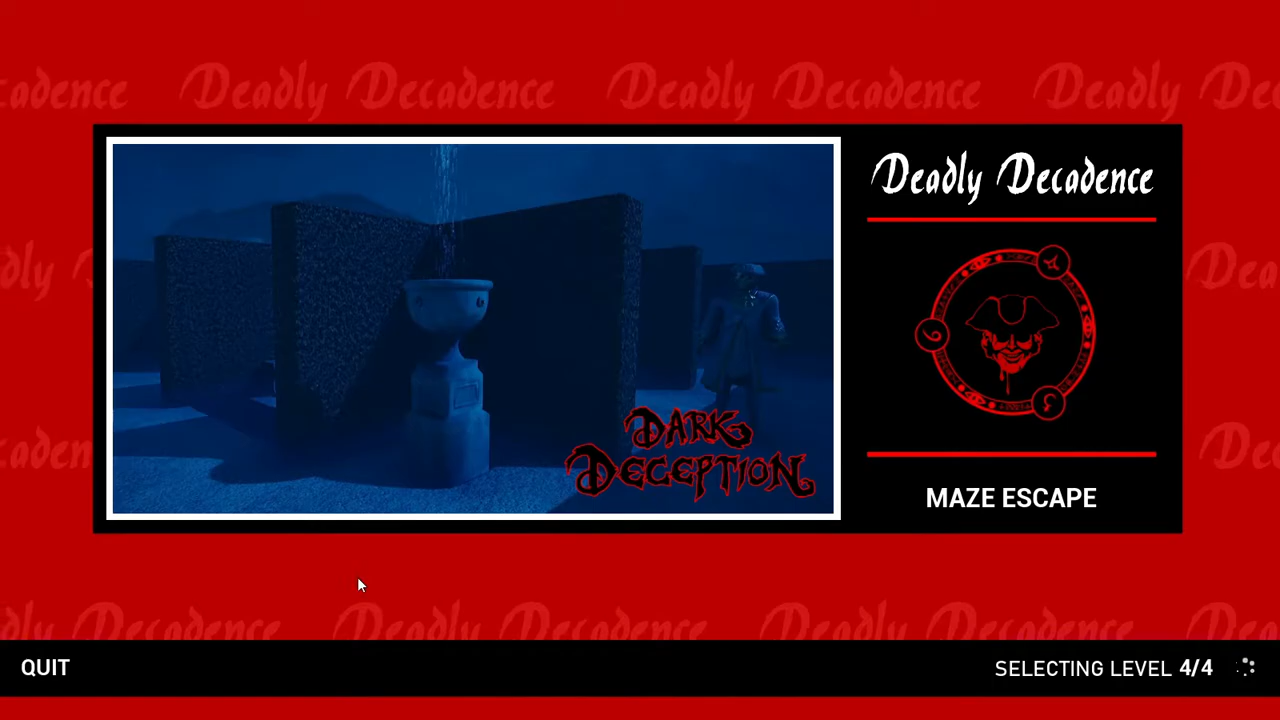 Deadly Decadence
Deadly Decadence
DARK
DECEPTION
MAZE ESCAPE
QUIT
SELECTING LEVEL 4/4